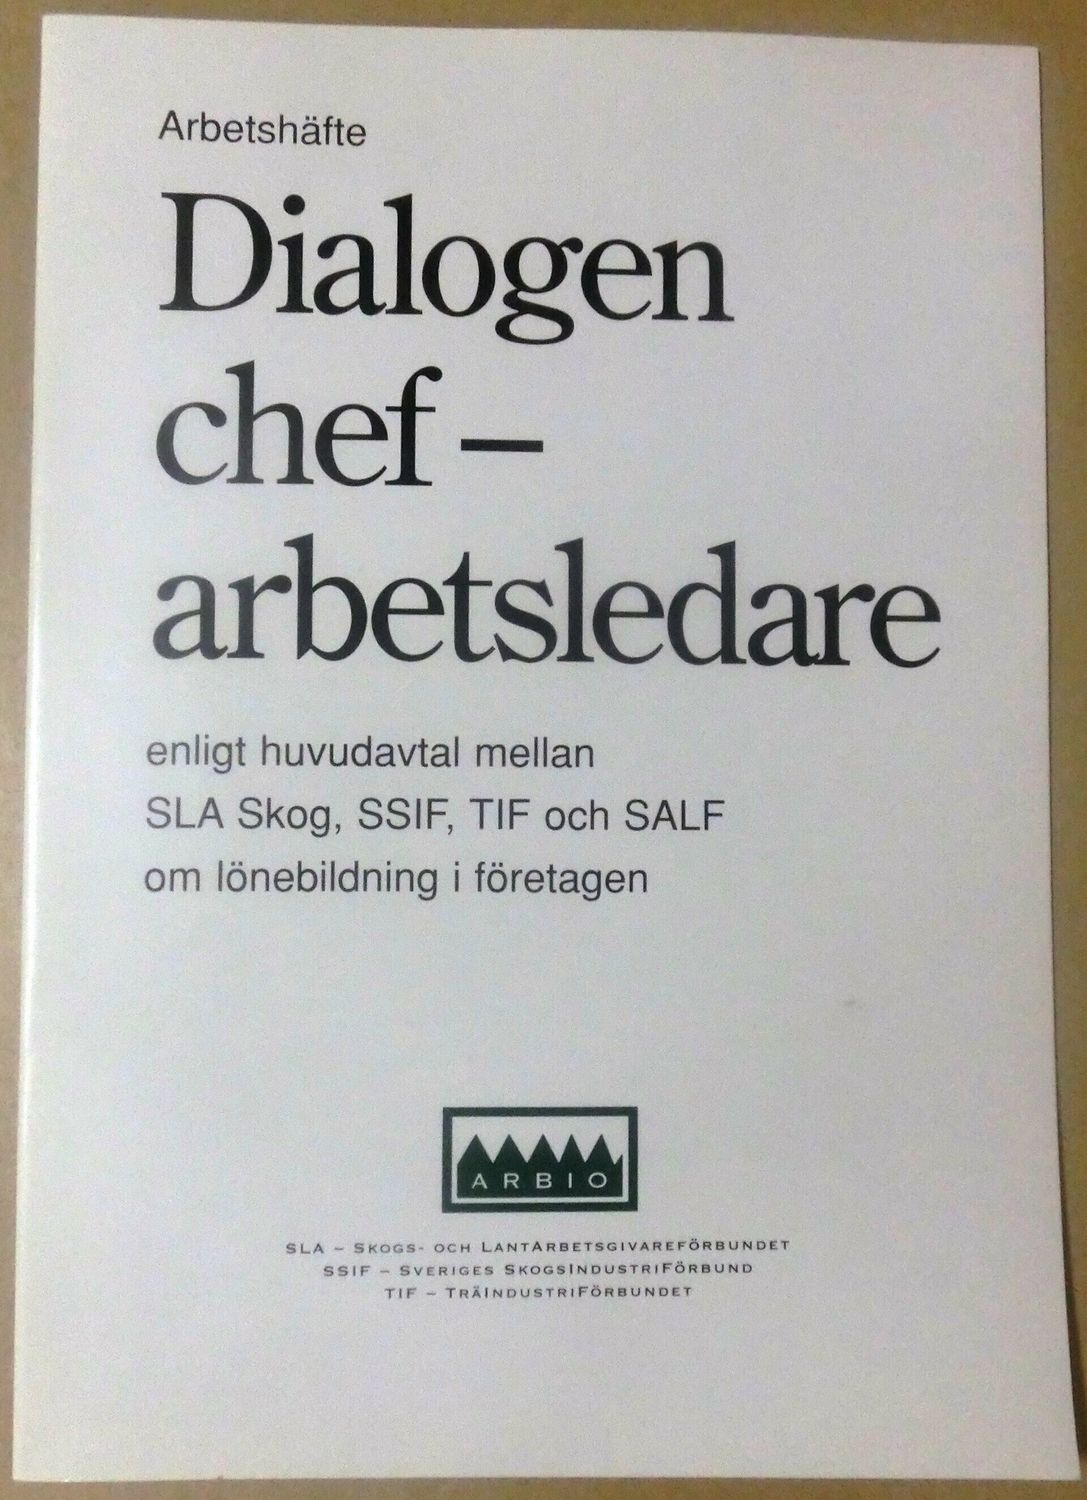 Arbetshäfte
Dialogen
chef –
arbetsledare
enligt huvudavtal mellan
SLA Skog, SSIF, TIF och SALF
om lönebildning i företagen
ARBIO
SLA – SKOGS- OCH LANTARBETSGIVAREFÖRBUNDET
SSIF – SVERIGES SKOGSINDUSTRIFÖRBUND
TIF – TRÄINDUSTRIFÖRBUNDET